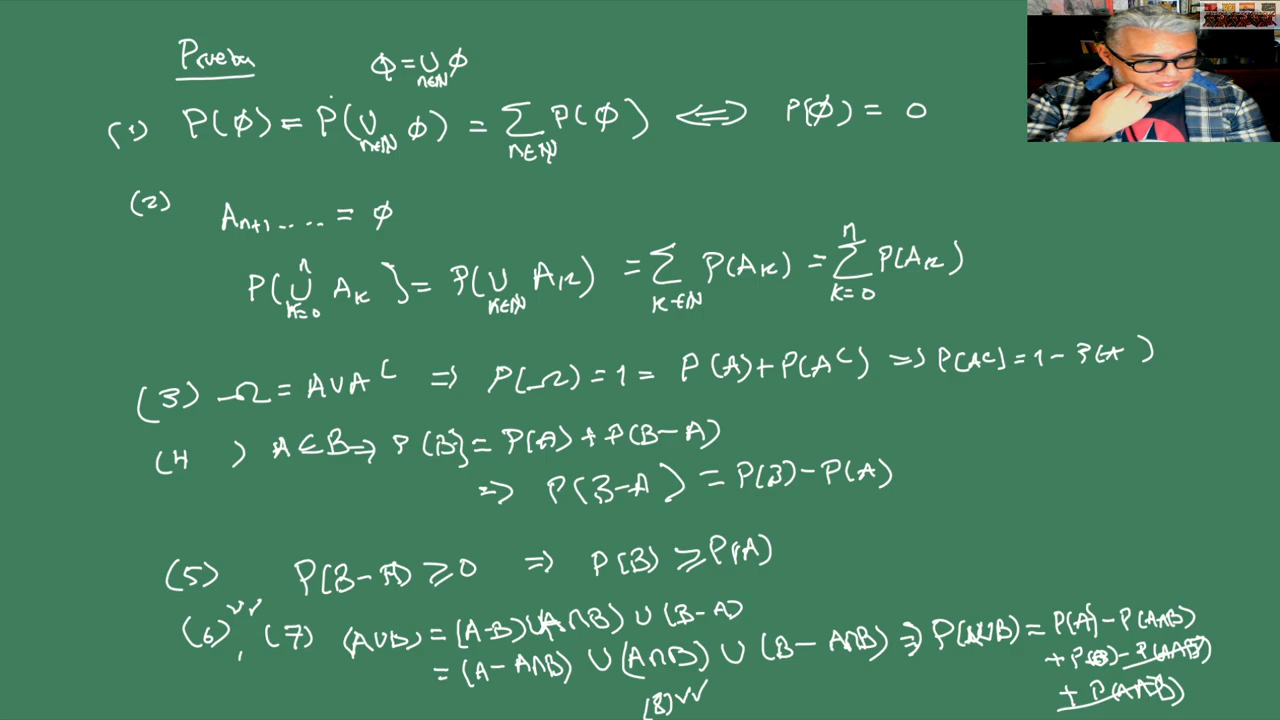 Prueba
ϕ = ∪_{n∈ℕ} ϕ
(1) P(ϕ) = P(∪_{n∈ℕ} ϕ) = ∑_{n∈ℕ} P(ϕ) ⟺ P(ϕ) = 0
(2) A_{n+1} ..... = ϕ
P(∪_{k=0}^{n} A_k) = P(∪_{k∈ℕ} A_k) = ∑_{k∈ℕ} P(A_k) = ∑_{k=0}^{n} P(A_k)
(3) Ω = A∪A^c ⇒ P(Ω) = 1 = P(A) + P(A^c) ⇒ P(A^c) = 1 - P(A)
(4) A ⊆ B ⇒ P(B) = P(A) + P(B-A)
⇒ P(B-A) = P(B) - P(A)
(5) P(B-A) ≥ 0 ⇒ P(B) ≥ P(A)
(6)✓✓, (7) (A∪B) = (A-B)∪(A∩B) ∪ (B-A)
= (A - A∩B) ∪ (A∩B) ∪ (B - A∩B) ⇒ P(A∪B) = P(A) - P(A∩B)
+ P(B) - P(A∩B)
+ P(A∩B)
(8)✓✓